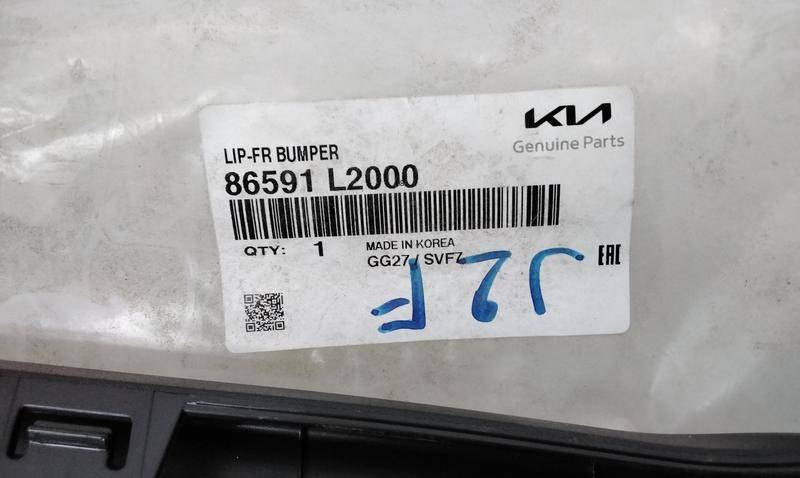 KIA
Genuine Parts
LIP-FR BUMPER
86591 L2000
QTY: 1
MADE IN KOREA
GG27 / SVFZ
EAC